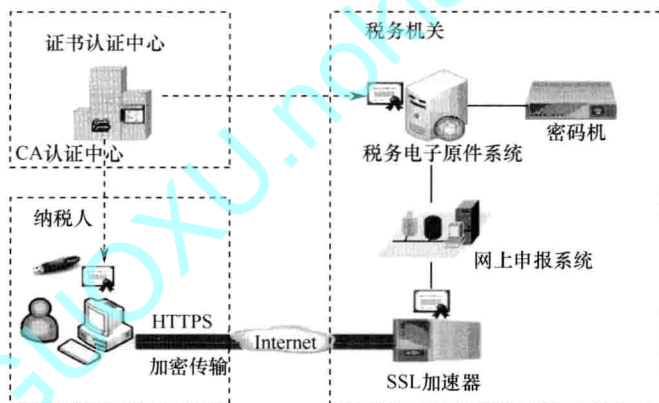 证书认证中心
CA认证中心
税务机关
税务电子原件系统
密码机
纳税人
网上申报系统
HTTPS
加密传输
Internet
SSL加速器
GUOXU.nokia